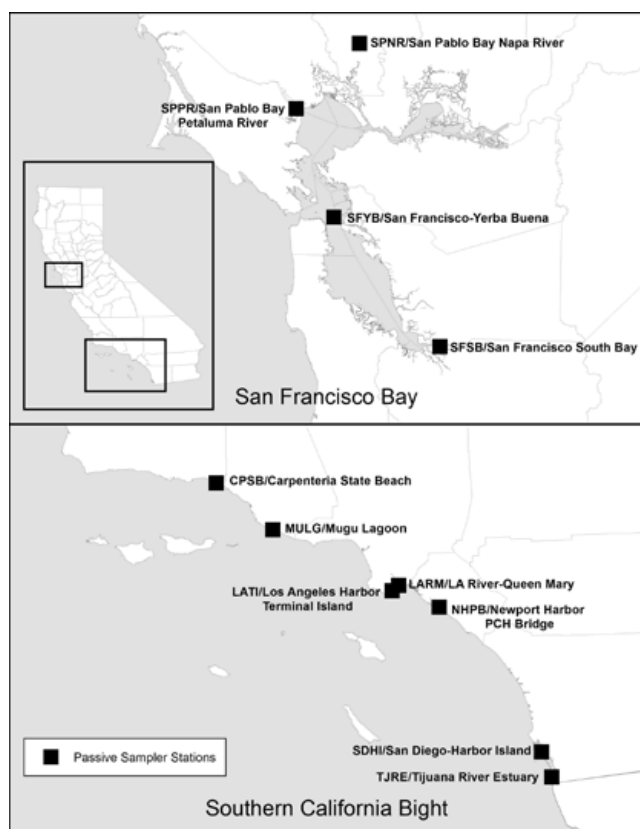 SPNR/San Pablo Bay Napa River
SPPR/San Pablo Bay
Petaluma River
SFYB/San Francisco-Yerba Buena
SFSB/San Francisco South Bay
San Francisco Bay
CPSB/Carpenteria State Beach
MULG/Mugu Lagoon
LARM/LA River-Queen Mary
LATI/Los Angeles Harbor
Terminal Island
NHPB/Newport Harbor
PCH Bridge
SDHI/San Diego-Harbor Island
Passive Sampler Stations
TJRE/Tijuana River Estuary
Southern California Bight